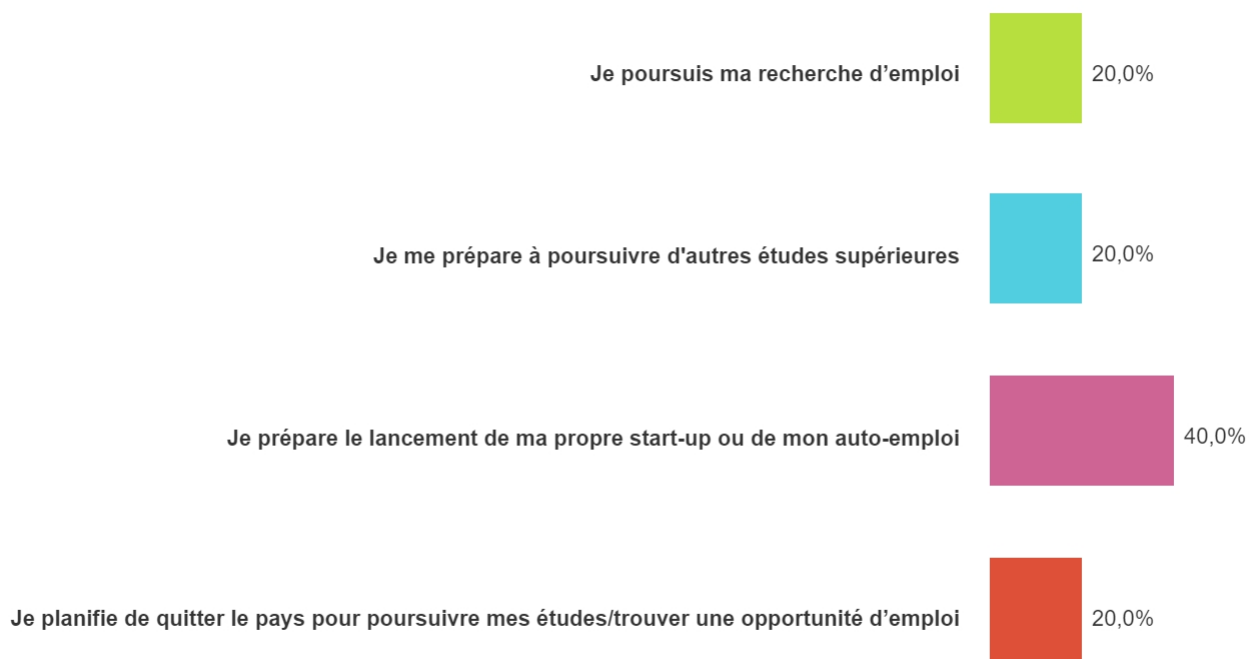 Je poursuis ma recherche d’emploi 20,0%
Je me prépare à poursuivre d'autres études supérieures 20,0%
Je prépare le lancement de ma propre start-up ou de mon auto-emploi 40,0%
Je planifie de quitter le pays pour poursuivre mes études/trouver une opportunité d’emploi 20,0%